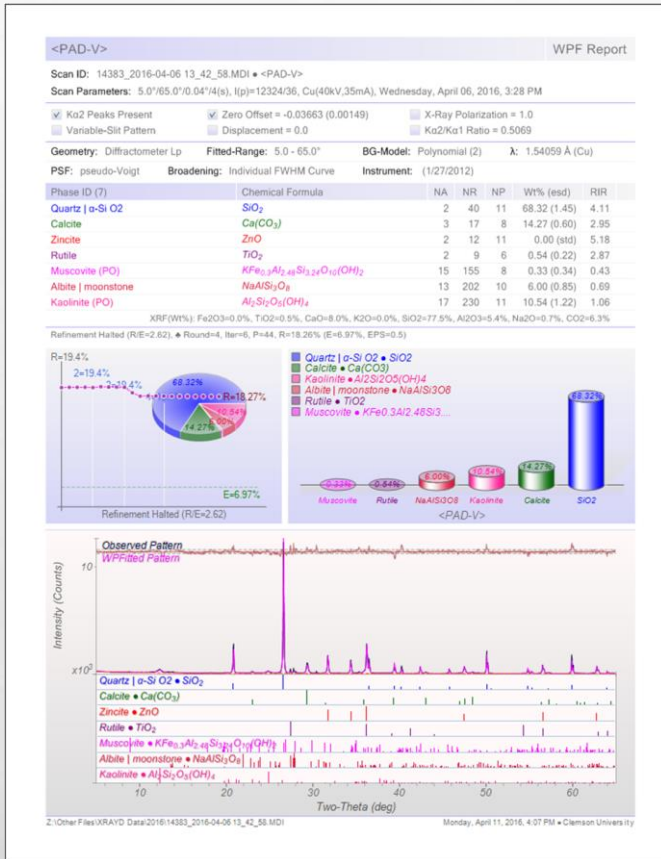 <PAD-V> WPF Report
Scan ID: 14383_2016-04-06 13_42_58.MDI • <PAD-V>
Scan Parameters: 5.0°/65.0°/0.04°/4(s), I(p)=12324/36, Cu(40kV,35mA), Wednesday, April 06, 2016, 3:28 PM
Kα2 Peaks Present Zero Offset = -0.03663 (0.00149) X-Ray Polarization = 1.0
Variable-Slit Pattern Displacement = 0.0 Kα2/Kα1 Ratio = 0.5069
Geometry: Diffractometer Lp Fitted-Range: 5.0 - 65.0° BG-Model: Polynomial (2) λ: 1.54059 Å (Cu)
PSF: pseudo-Voigt Broadening: Individual FWHM Curve Instrument: (1/27/2012)
Phase ID (7) Chemical Formula NA NR NP Wt% (esd) RIR
Quartz | α-Si O2 SiO₂ 2 40 11 68.32 (1.45) 4.11
Calcite Ca(CO₃) 3 17 8 14.27 (0.60) 2.95
Zincite ZnO 2 12 11 0.00 (std) 5.18
Rutile TiO₂ 2 9 6 0.54 (0.22) 2.87
Muscovite (PO) KFe₀.₃Al₂.₄₈Si₃.₂₄O₁₀(OH)₂ 15 155 8 0.33 (0.34) 0.43
Albite | moonstone NaAlSi₃O₈ 13 202 10 6.00 (0.85) 0.69
Kaolinite (PO) Al₂Si₂O₅(OH)₄ 17 230 11 10.54 (1.22) 1.06
XRF(Wt%): Fe2O3=0.0%, TiO2=0.5%, CaO=8.0%, K2O=0.0%, SiO2=77.5%, Al2O3=5.4%, Na2O=0.7%, CO2=6.3%
Refinement Halted (R/E=2.62), ♣ Round=4, Iter=6, P=44, R=18.26% (E=6.97%, EPS=0.5)
R=19.4%
2=19.4%
2=19.4%
68.32%
R=18.27%
10.54%
6.00%
14.27%
E=6.97%
Refinement Halted (R/E=2.62)
Quartz | α-Si O2 • SiO2
Calcite • Ca(CO3)
Kaolinite • Al2Si2O5(OH)4
Albite | moonstone • NaAlSi3O8
Rutile • TiO2
Muscovite • KFe0.3Al2.48Si3....
0.33% 0.54% 6.00% 10.54% 14.27% 68.32%
Muscovite Rutile NaAlSi3O8 Kaolinite Calcite SiO2
<PAD-V>
Observed Pattern
WPFitted Pattern
10
Intensity (Counts)
x10³
Quartz | α-Si O2 • SiO₂
Calcite • Ca(CO₃)
Zincite • ZnO
Rutile • TiO₂
Muscovite • KFe₀.₃Al₂.₄₈Si₃.₂₄O₁₀(OH)₂
Albite | moonstone • NaAlSi₃O₈
Kaolinite • Al₂Si₂O₅(OH)₄
10 20 30 40 50 60
Two-Theta (deg)
Z:\Other Files\XRAYD Data\2016\14383_2016-04-06 13_42_58.MDI Monday, April 11, 2016, 4:07 PM • Clemson University